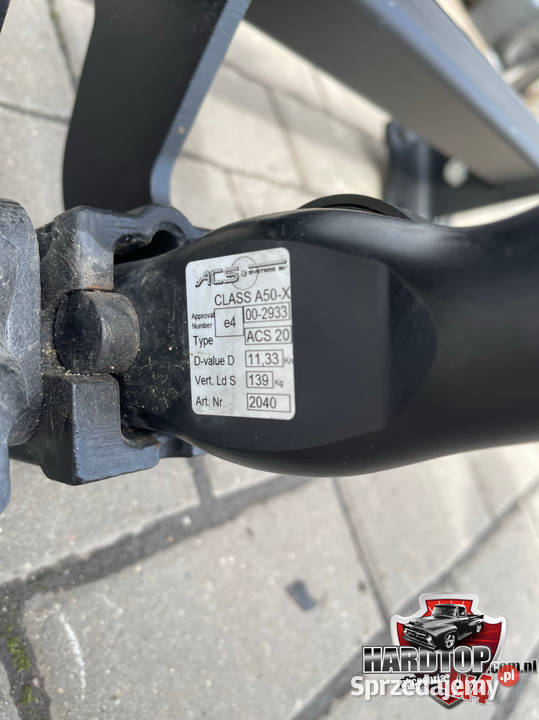 ACS
SYSTEMS BV
CLASS A50-X
Approval Number e4 00-2933
Type ACS 20
D-value D 11,33 Kn
Vert. Ld S 139 Kg
Art. Nr. 2040
HARDTOP.com.pl
4x4
Sprzedajemy.pl